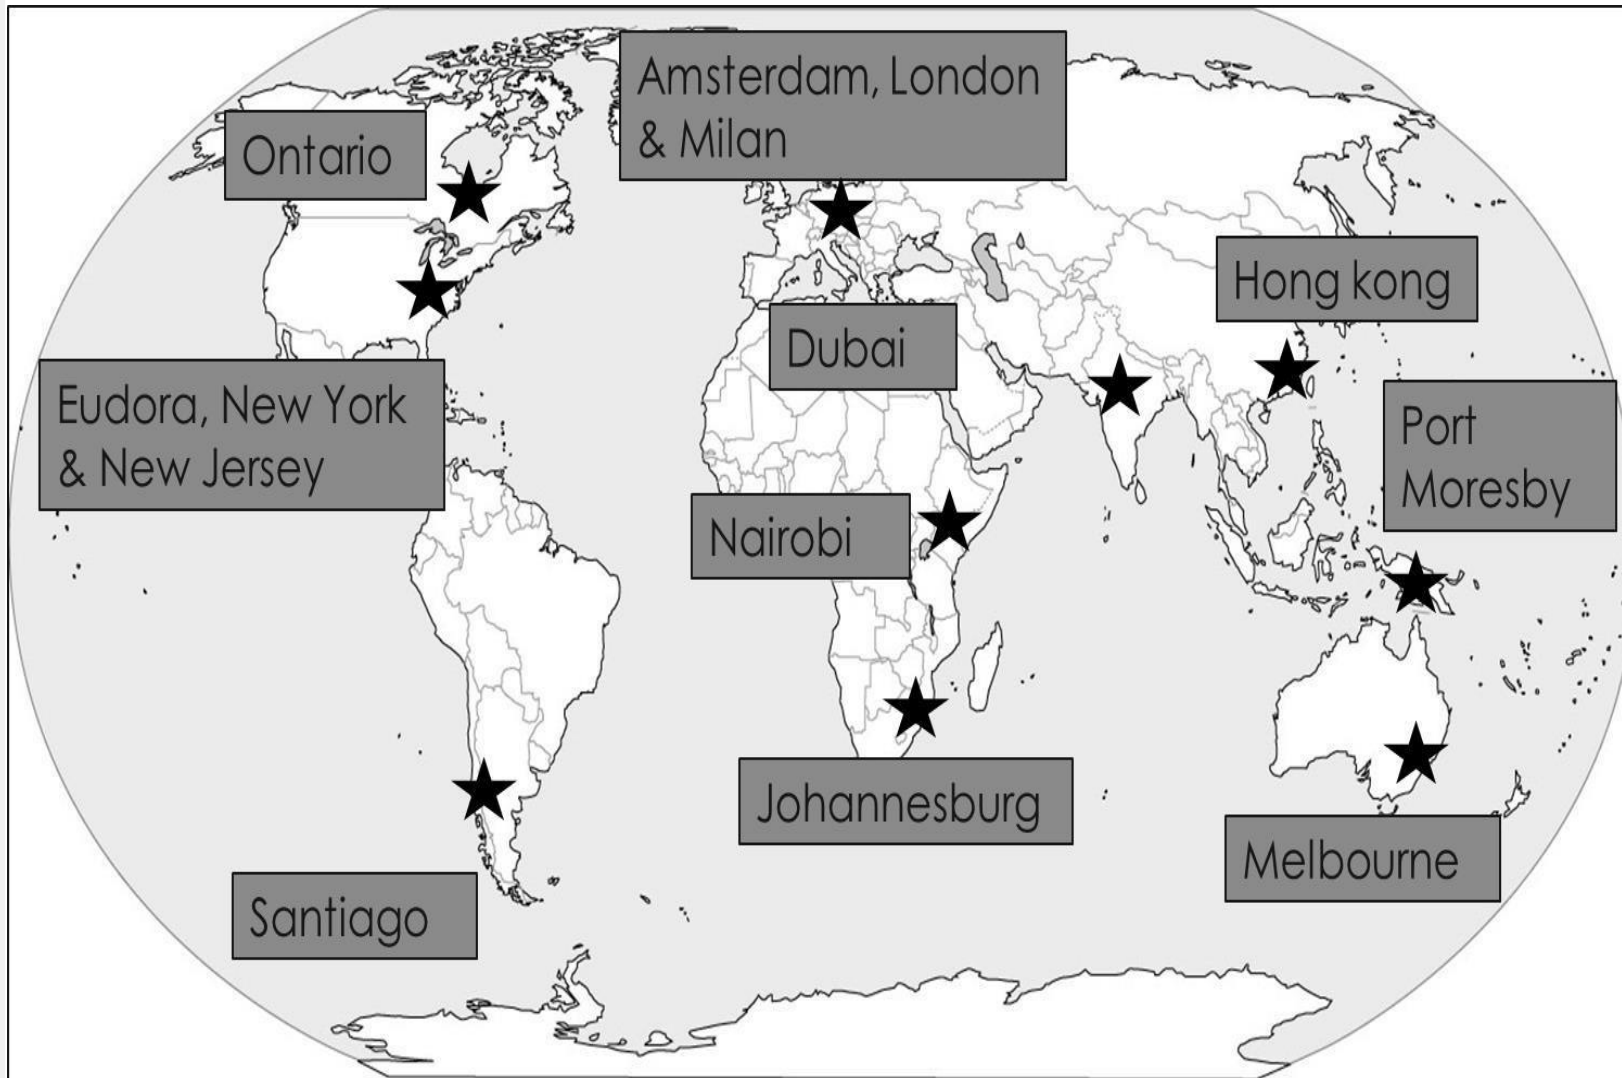 Amsterdam, London
& Milan
Ontario
Hong kong
Dubai
Eudora, New York
& New Jersey
Port
Moresby
Nairobi
Johannesburg
Melbourne
Santiago